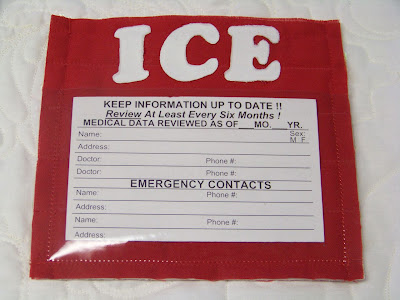 ICE
KEEP INFORMATION UP TO DATE !!
Review At Least Every Six Months !
MEDICAL DATA REVIEWED AS OF___MO.___YR.
Name: Sex:
M F
Address:
Doctor: Phone #:
Doctor: Phone #:
EMERGENCY CONTACTS
Name: Phone #:
Address:
Name: Phone #:
Address: